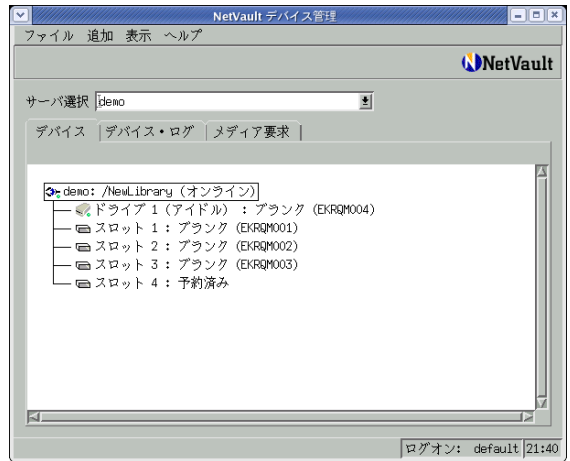 NetVault デバイス管理
ファイル 追加 表示 ヘルプ
NetVault
サーバ選択 demo
デバイス デバイス・ログ メディア要求
demo: /NewLibrary (オンライン)
ドライブ 1 (アイドル) : ブランク (EKRQM004)
スロット 1 : ブランク (EKRQM001)
スロット 2 : ブランク (EKRQM002)
スロット 3 : ブランク (EKRQM003)
スロット 4 : 予約済み
ログオン: default 21:40